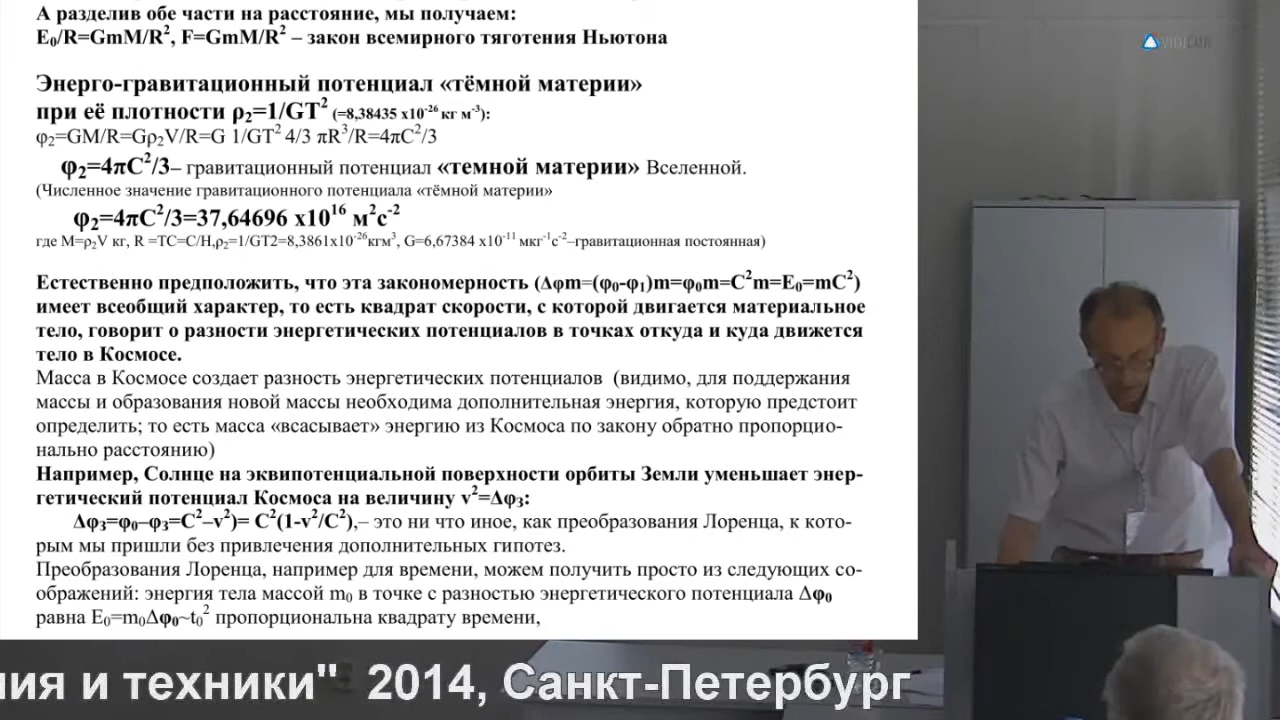 А разделив обе части на расстояние, мы получаем:
E₀/R=GmM/R², F=GmM/R² – закон всемирного тяготения Ньютона
Энерго-гравитационный потенциал «тёмной материи»
при её плотности ρ₂=1/GT² (=8,38435 х10⁻²⁶ кг м⁻³):
φ₂=GM/R=Gρ₂V/R=G 1/GT² 4/3 πR³/R=4πC²/3
φ₂=4πC²/3– гравитационный потенциал «темной материи» Вселенной.
(Численное значение гравитационного потенциала «тёмной материи»
φ₂=4πC²/3=37,64696 х10¹⁶ м²с⁻²
где M=ρ₂V кг, R =TC=C/H,ρ₂=1/GT2=8,3861х10⁻²⁶кгм³, G=6,67384 х10⁻¹¹ мкг⁻¹с⁻²–гравитационная постоянная)
Естественно предположить, что эта закономерность (Δφm=(φ₀-φ₁)m=φ₀m=C²m=E₀=mC²)
имеет всеобщий характер, то есть квадрат скорости, с которой двигается материальное
тело, говорит о разности энергетических потенциалов в точках откуда и куда движется
тело в Космосе.
Масса в Космосе создает разность энергетических потенциалов (видимо, для поддержания
массы и образования новой массы необходима дополнительная энергия, которую предстоит
определить; то есть масса «всасывает» энергию из Космоса по закону обратно пропорцио-
нально расстоянию)
Например, Солнце на эквипотенциальной поверхности орбиты Земли уменьшает энер-
гетический потенциал Космоса на величину v²=Δφ₃:
Δφ₃=φ₀–φ₃=C²–v²)= C²(1-v²/C²),– это ни что иное, как преобразования Лоренца, к кото-
рым мы пришли без привлечения дополнительных гипотез.
Преобразования Лоренца, например для времени, можем получить просто из следующих со-
ображений: энергия тела массой m₀ в точке с разностью энергетического потенциала Δφ₀
равна E₀=m₀Δφ₀~t₀² пропорциональна квадрату времени,
ния и техники" 2014, Санкт-Петербург